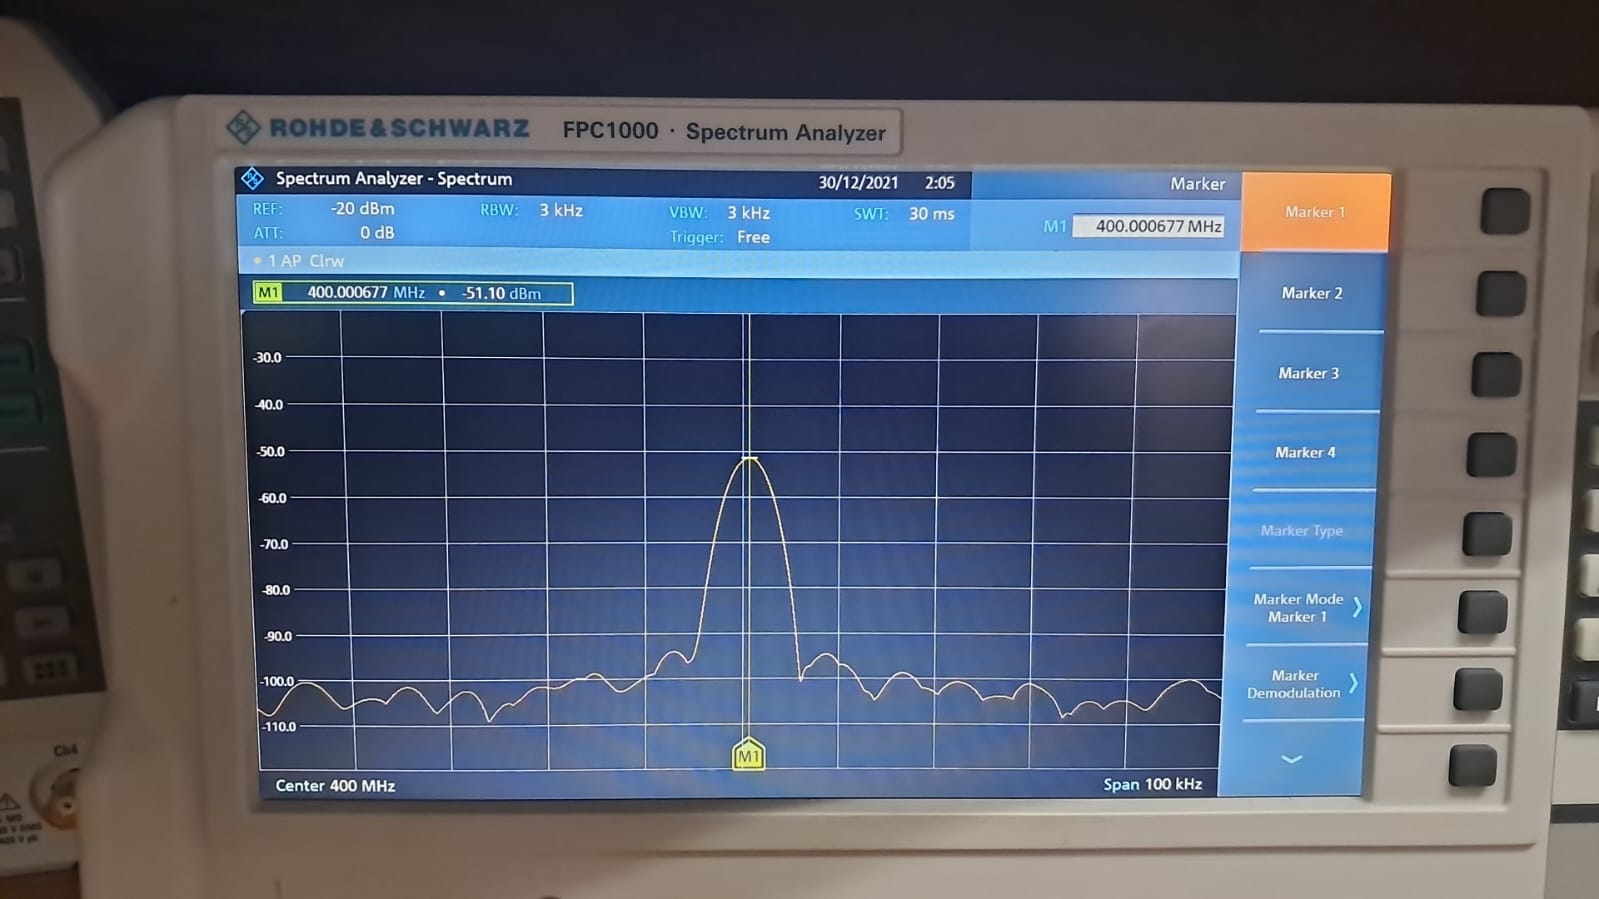 ROHDE&SCHWARZ FPC1000 · Spectrum Analyzer
Spectrum Analyzer - Spectrum 30/12/2021 2:05 Marker
REF: -20 dBm RBW: 3 kHz VBW: 3 kHz SWT: 30 ms
ATT: 0 dB Trigger: Free
M1 400.000677 MHz
• 1 AP Clrw
M1 400.000677 MHz • -51.10 dBm
-30.0
-40.0
-50.0
-60.0
-70.0
-80.0
-90.0
-100.0
-110.0
M1
Center 400 MHz Span 100 kHz
Marker 1
Marker 2
Marker 3
Marker 4
Marker Type
Marker Mode
Marker 1
Marker
Demodulation
Ch4